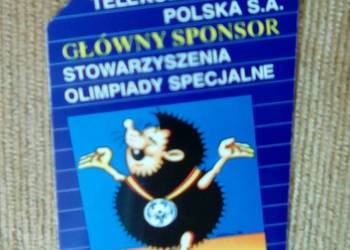 POLSKA S.A.
GŁÓWNY SPONSOR
STOWARZYSZENIA
OLIMPIADY SPECJALNE